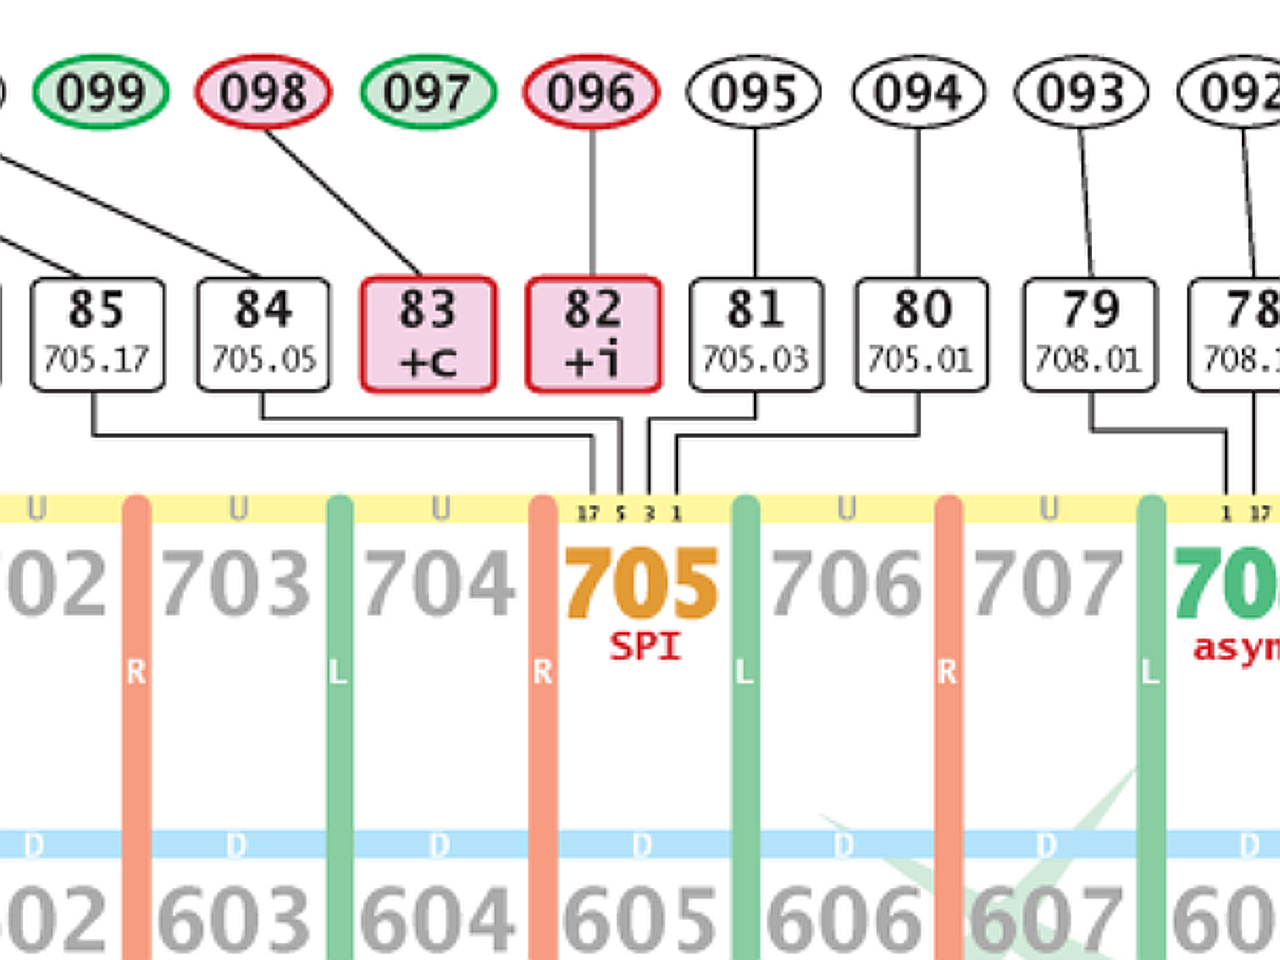 099 098 097 096 095 094 093 092
85 84 83 82 81 80 79 78
705.17 705.05 +c +i 705.03 705.01 708.01 708.1
U U U 17 5 3 1 U U 1 17
02 703 704 705 706 707 70
SPI asyn
R L R L R L
D D D D D D D
02 603 604 605 606 607 60